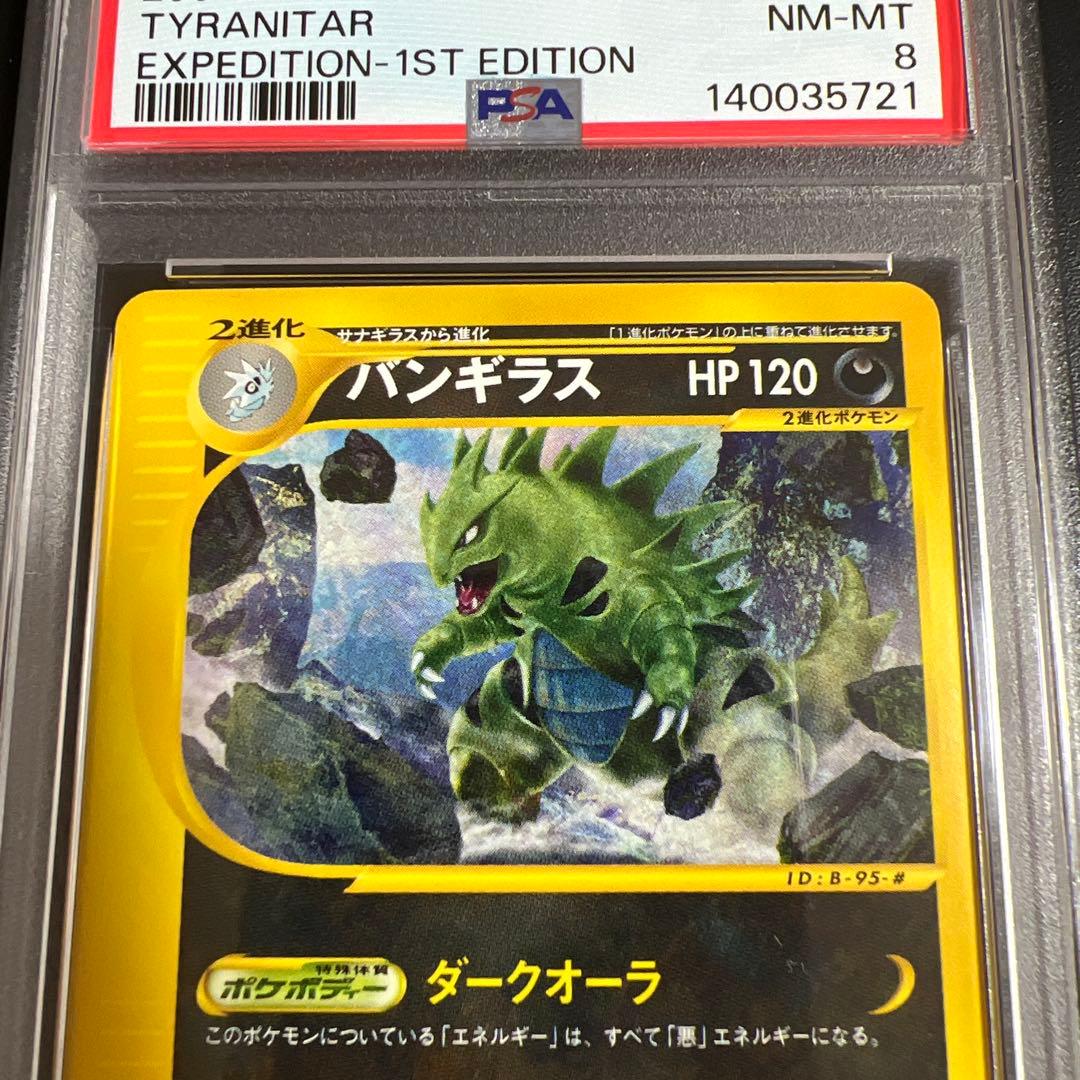 TYRANITAR NM-MT
EXPEDITION-1ST EDITION 8
PSA 140035721
2進化 サナギラスから進化 「1進化ポケモン」の上に重ねて進化させます。
バンギラス HP120
2進化ポケモン
ID:B-95-#
特殊体質
ポケボディー ダークオーラ
このポケモンについている「エネルギー」は、すべて「悪」エネルギーになる。